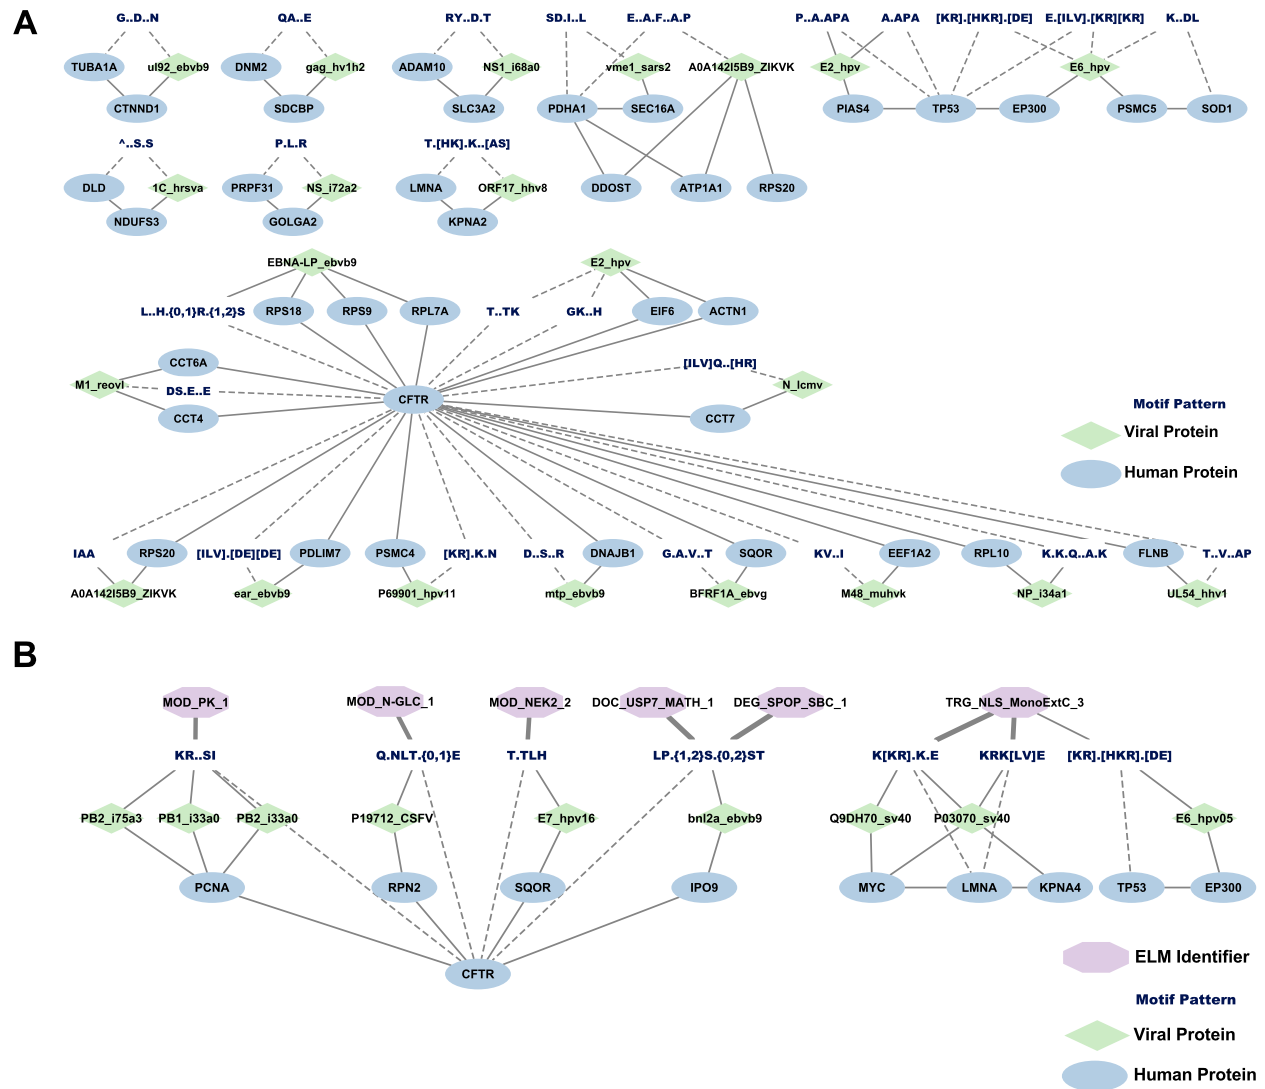 A
G..D..N QA..E RY..D.T SD.I..L E..A.F..A.P P..A.APA A.APA [KR].[HKR].[DE] E.[ILV].[KR][KR] K..DL
TUBA1A ul92_ebvb9 DNM2 gag_hv1h2 ADAM10 NS1_i68a0 vme1_sars2 A0A142I5B9_ZIKVK E2_hpv E6_hpv
CTNND1 SDCBP SLC3A2 PDHA1 SEC16A PIAS4 TP53 EP300 PSMC5 SOD1
^..S.S P.L.R T.[HK].K..[AS]
DLD 1C_hrsva PRPF31 NS_i72a2 LMNA ORF17_hhv8 DDOST ATP1A1 RPS20
NDUFS3 GOLGA2 KPNA2
EBNA-LP_ebvb9 E2_hpv
L..H.{0,1}R.{1,2}S RPS18 RPS9 RPL7A T..TK GK..H EIF6 ACTN1
CCT6A [ILV]Q..[HR]
M1_reovl DS.E..E N_lcmv
CFTR
CCT4 CCT7
Motif Pattern
Viral Protein
Human Protein
IAA RPS20 [ILV].[DE][DE] PDLIM7 PSMC4 [KR].K.N D..S..R DNAJB1 G.A.V..T SQOR KV..I EEF1A2 RPL10 K.K.Q..A.K FLNB T..V..AP
A0A142I5B9_ZIKVK ear_ebvb9 P69901_hpv11 mtp_ebvb9 BFRF1A_ebvg M48_muhvk NP_i34a1 UL54_hhv1
B
MOD_PK_1 MOD_N-GLC_1 MOD_NEK2_2 DOC_USP7_MATH_1 DEG_SPOP_SBC_1 TRG_NLS_MonoExtC_3
KR..SI Q.NLT.{0,1}E T.TLH LP.{1,2}S.{0,2}ST K[KR].K.E KRK[LV]E [KR].[HKR].[DE]
PB2_i75a3 PB1_i33a0 PB2_i33a0 P19712_CSFV E7_hpv16 bnl2a_ebvb9 Q9DH70_sv40 P03070_sv40 E6_hpv05
PCNA RPN2 SQOR IPO9 MYC LMNA KPNA4 TP53 EP300
CFTR
ELM Identifier
Motif Pattern
Viral Protein
Human Protein